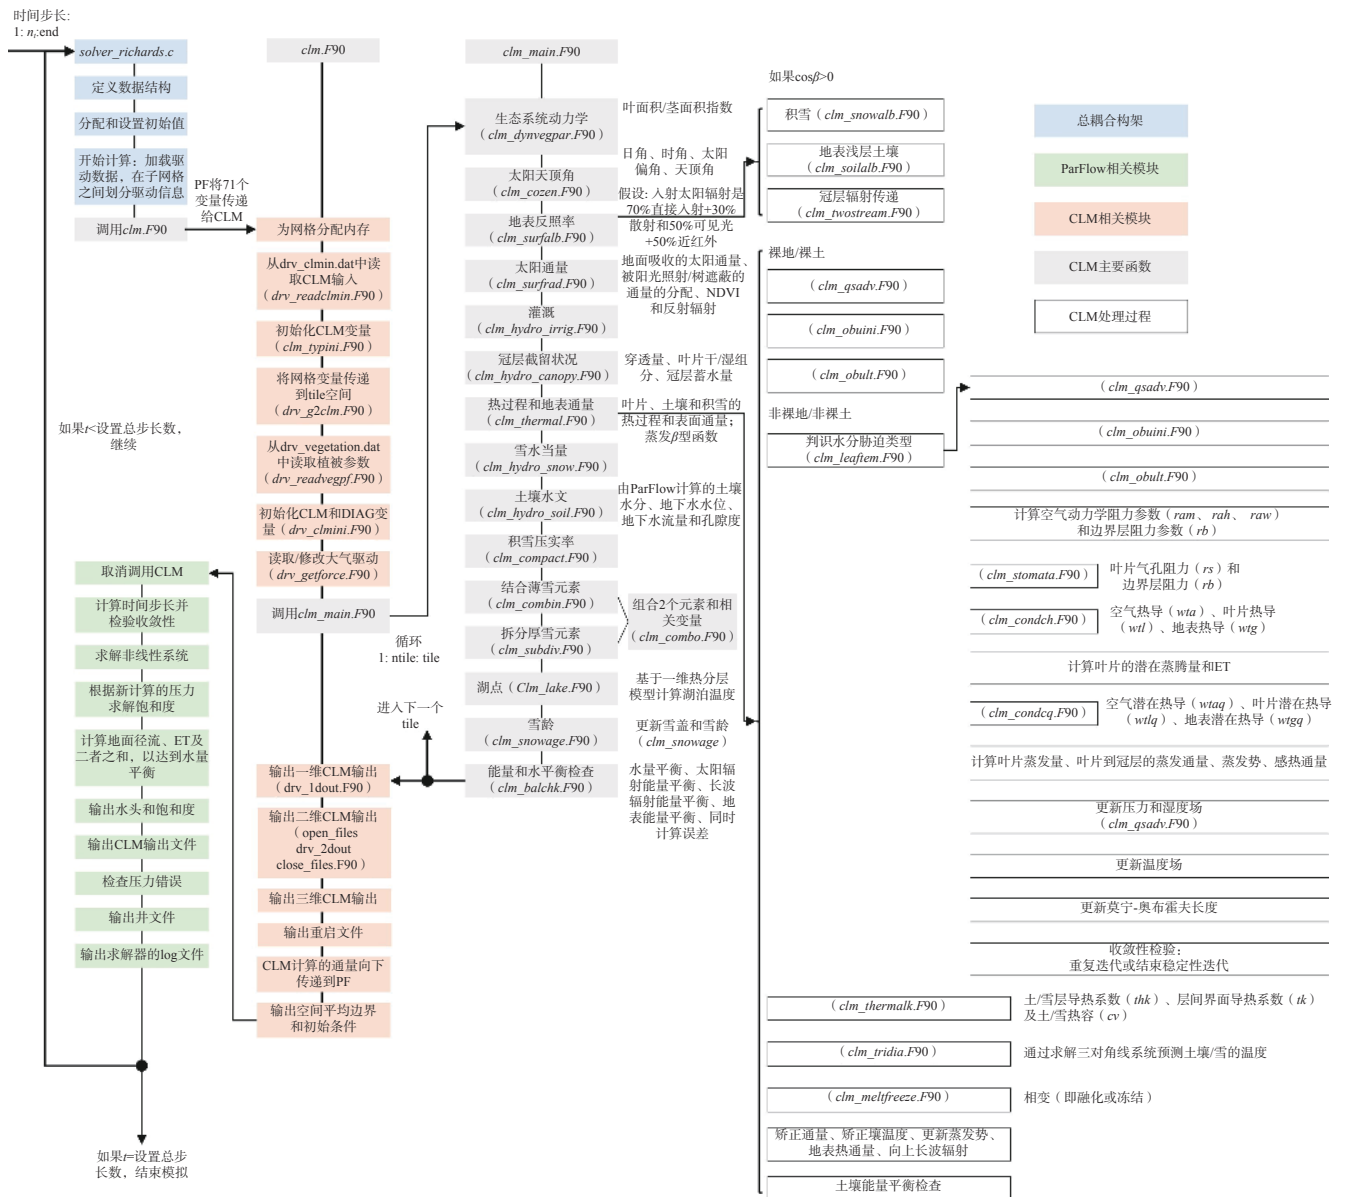 时间步长:
1: nt:end
solver_richards.c
定义数据结构
分配和设置初始值
开始计算：加载驱
动数据，在子网格
之间划分驱动信息
调用clm.F90
PF将71个
变量传递
给CLM
如果t<设置总步长数，
继续
取消调用CLM
计算时间步长并
检验收敛性
求解非线性系统
根据新计算的压力
求解饱和度
计算地面径流、ET及
二者之和，以达到水量
平衡
输出水头和饱和度
输出CLM输出文件
检查压力错误
输出井文件
输出求解器的log文件
如果t=设置总步
长数，结束模拟
clm.F90
为网格分配内存
从drv_clmin.dat中读
取CLM输入
（drv_readclmin.F90）
初始化CLM变量
（clm_typini.F90）
将网格变量传递
到tile空间
（drv_g2clm.F90）
从drv_vegetation.dat
中读取植被参数
（drv_readvegpf.F90）
初始化CLM和DIAG变
量（drv_clmini.F90）
读取/修改大气驱动
（drv_getforce.F90）
调用clm_main.F90
循环
1: ntile: tile
进入下一个
tile
输出一维CLM输出
（drv_1dout.F90）
输出二维CLM输出
（open_files
drv_2dout
close_files.F90）
输出三维CLM输出
输出重启文件
CLM计算的通量向下
传递到PF
输出空间平均边界
和初始条件
clm_main.F90
生态系统动力学
（clm_dynvegpar.F90）
叶面积/茎面积指数
太阳天顶角
（clm_cozen.F90）
日角、时角、太阳
偏角、天顶角
地表反照率
（clm_surfalb.F90）
假设: 入射太阳辐射是
70%直接入射+30%
散射和50%可见光
+50%近红外
太阳通量
（clm_surfrad.F90）
地面吸收的太阳通量、
被阳光照射/树遮蔽的
通量的分配、NDVI
和反射辐射
灌溉
（clm_hydro_irrig.F90）
冠层截留状况
（clm_hydro_canopy.F90）
穿透量、叶片干/湿组
分、冠层蓄水量
热过程和地表通量
（clm_thermal.F90）
叶片、土壤和积雪的
热过程和表面通量；
蒸发β型函数
雪水当量
（clm_hydro_snow.F90）
土壤水文
（clm_hydro_soil.F90）
由ParFlow计算的土壤
水分、地下水水位、
地下水流量和孔隙度
积雪压实率
（clm_compact.F90）
结合薄雪元素
（clm_combin.F90）
拆分厚雪元素
（clm_subdiv.F90）
组合2个元素和相
关变量
（clm_combo.F90）
湖点（Clm_lake.F90）
基于一维热分层
模型计算湖泊温度
雪龄
（clm_snowage.F90）
更新雪盖和雪龄
（clm_snowage）
能量和水平衡检查
（clm_balchk.F90）
水量平衡、太阳辐
射能量平衡、长波
辐射能量平衡、地
表能量平衡、同时
计算误差
如果cosβ>0
积雪（clm_snowalb.F90）
地表浅层土壤
（clm_soilalb.F90）
冠层辐射传递
（clm_twostream.F90）
裸地/裸土
（clm_qsadv.F90）
（clm_obuini.F90）
（clm_obult.F90）
非裸地/非裸土
判识水分胁迫类型
（clm_leaftem.F90）
总耦合构架
ParFlow相关模块
CLM相关模块
CLM主要函数
CLM处理过程
（clm_qsadv.F90）
（clm_obuini.F90）
（clm_obult.F90）
计算空气动力学阻力参数（ram、rah、 raw）
和边界层阻力参数（rb）
（clm_stomata.F90）
叶片气孔阻力（rs）和
边界层阻力（rb）
（clm_condch.F90）
空气热导（wta）、叶片热导
（wtl）、地表热导（wtg）
计算叶片的潜在蒸腾量和ET
（clm_condcq.F90）
空气潜在热导（wtaq）、叶片潜在热导
（wtlq）、地表潜在热导（wtgq）
计算叶片蒸发量、叶片到冠层的蒸发通量、蒸发势、感热通量
更新压力和湿度场
（clm_qsadv.F90）
更新温度场
更新莫宁-奥布霍夫长度
收敛性检验：
重复迭代或结束稳定性迭代
（clm_thermalk.F90）
土/雪层导热系数（thk）、层间界面导热系数（tk）
及土/雪热容（cv）
（clm_tridia.F90）
通过求解三对角线系统预测土壤/雪的温度
（clm_meltfreeze.F90）
相变（即融化或冻结）
矫正通量、矫正壤温度、更新蒸发势、
地表热通量、向上长波辐射
土壤能量平衡检查